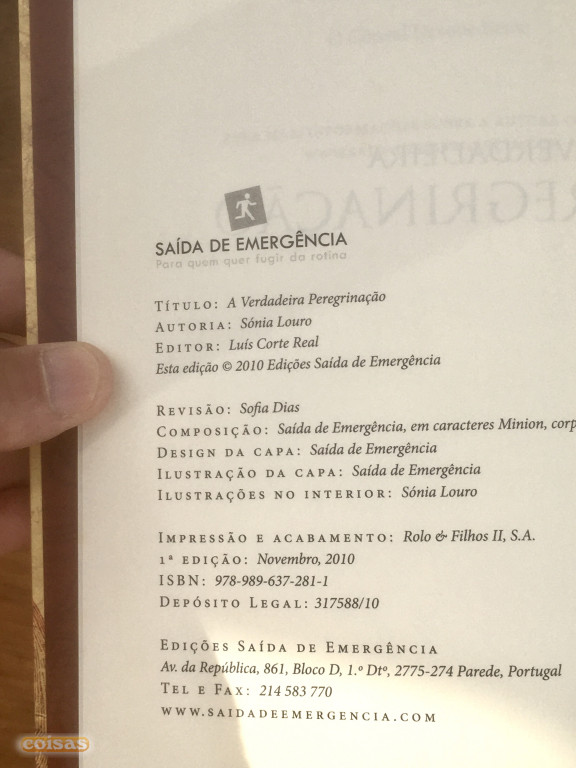 SAÍDA DE EMERGÊNCIA
Para quem quer fugir da rotina
TÍTULO: A Verdadeira Peregrinação
AUTORIA: Sónia Louro
EDITOR: Luís Corte Real
Esta edição © 2010 Edições Saída de Emergência
REVISÃO: Sofia Dias
COMPOSIÇÃO: Saída de Emergência, em caracteres Minion, corp
DESIGN DA CAPA: Saída de Emergência
ILUSTRAÇÃO DA CAPA: Saída de Emergência
ILUSTRAÇÕES NO INTERIOR: Sónia Louro
IMPRESSÃO E ACABAMENTO: Rolo & Filhos II, S.A.
1ª EDIÇÃO: Novembro, 2010
ISBN: 978-989-637-281-1
DEPÓSITO LEGAL: 317588/10
EDIÇÕES SAÍDA DE EMERGÊNCIA
Av. da República, 861, Bloco D, 1.º Dtº, 2775-274 Parede, Portugal
TEL E FAX: 214 583 770
WWW.SAIDADEEMERGENCIA.COM
coisas